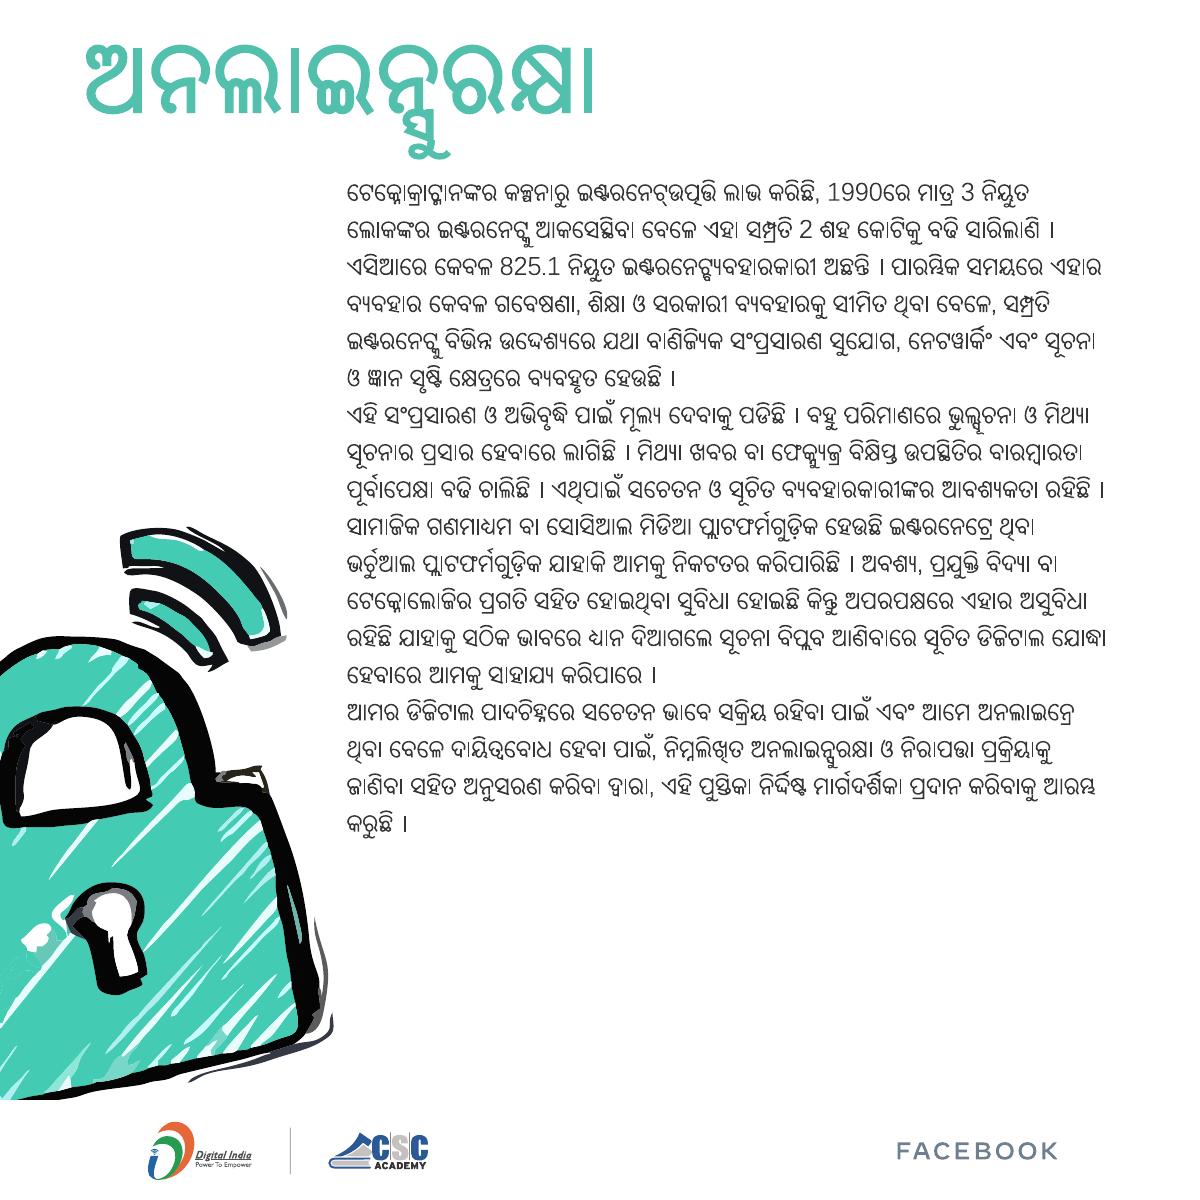 ଅନଲାଇନ୍ସୁରକ୍ଷା
ଟେକ୍ନୋକ୍ରାଟ୍ମାନଙ୍କର କଳ୍ପନାରୁ ଇଣ୍ଟରନେଟ୍‌ଉତ୍ପତ୍ତି ଲାଭ କରିଛି, 1990ରେ ମାତ୍ର 3 ନିୟୁତ
ଲୋକଙ୍କର ଇଣ୍ଟରନେଟ୍କୁ ଆକସେସ୍ଥିବା ବେଳେ ଏହା ସମ୍ପ୍ରତି 2 ଶହ କୋଟିକୁ ବଢି ସାରିଲାଣି ।
ଏସିଆରେ କେବଳ 825.1 ନିୟୁତ ଇଣ୍ଟରନେଟ୍ବ୍ୟବହାରକାରୀ ଅଛନ୍ତି । ପାରମ୍ଭିକ ସମୟରେ ଏହାର
ବ୍ୟବହାର କେବଳ ଗବେଷଣା, ଶିକ୍ଷା ଓ ସରକାରୀ ବ୍ୟବହାରକୁ ସୀମିତ ଥିବା ବେଳେ, ସମ୍ପ୍ରତି
ଇଣ୍ଟରନେଟ୍କୁ ବିଭିନ୍ନ ଉଦ୍ଦେଶ୍ୟରେ ଯଥା ବାଣିଜ୍ୟିକ ସଂପ୍ରସାରଣ ସୁଯୋଗ, ନେଟୱାର୍କିଂ ଏବଂ ସୂଚନା
ଓ ଜ୍ଞାନ ସୃଷ୍ଟି କ୍ଷେତ୍ରରେ ବ୍ୟବହୃତ ହେଉଛି ।
ଏହି ସଂପ୍ରସାରଣ ଓ ଅଭିବୃଦ୍ଧି ପାଇଁ ମୂଲ୍ୟ ଦେବାକୁ ପଡିଛି । ବହୁ ପରିମାଣରେ ଭୁଲ୍ସୂଚନା ଓ ମିଥ୍ୟା
ସୂଚନାର ପ୍ରସାର ହେବାରେ ଲାଗିଛି । ମିଥ୍ୟା ଖବର ବା ଫେକ୍ନ୍ୟୁଜ୍ର ବିକ୍ଷିପ୍ତ ଉପସ୍ଥିତିର ବାରମ୍ବାରତା
ପୂର୍ବାପେକ୍ଷା ବଢି ଚାଲିଛି । ଏଥିପାଇଁ ସଚେତନ ଓ ସୂଚିତ ବ୍ୟବହାରକାରୀଙ୍କର ଆବଶ୍ୟକତା ରହିଛି ।
ସାମାଜିକ ଗଣମାଧ୍ୟମ ବା ସୋସିଆଲ ମିଡିଆ ପ୍ଲାଟଫର୍ମଗୁଡ଼ିକ ହେଉଛି ଇଣ୍ଟରନେଟ୍ରେ ଥିବା
ଭର୍ଚୁଆଲ ପ୍ଲାଟଫର୍ମଗୁଡ଼ିକ ଯାହାକି ଆମକୁ ନିକଟତର କରିପାରିଛି । ଅବଶ୍ୟ, ପ୍ରଯୁକ୍ତି ବିଦ୍ୟା ବା
ଟେକ୍ନୋଲୋଜିର ପ୍ରଗତି ସହିତ ହୋଇଥିବା ସୁବିଧା ହୋଇଛି କିନ୍ତୁ ଅପରପକ୍ଷରେ ଏହାର ଅସୁବିଧା
ରହିଛି ଯାହାକୁ ସଠିକ ଭାବରେ ଧ୍ୟାନ ଦିଆଗଲେ ସୂଚନା ବିପ୍ଲବ ଆଣିବାରେ ସୂଚିତ ଡିଜିଟାଲ ଯୋଦ୍ଧା
ହେବାରେ ଆମକୁ ସାହାଯ୍ୟ କରିପାରେ ।
ଆମର ଡିଜିଟାଲ ପାଦଚିହ୍ନରେ ସଚେତନ ଭାବେ ସକ୍ରିୟ ରହିବା ପାଇଁ ଏବଂ ଆମେ ଅନଲାଇନ୍ରେ
ଥିବା ବେଳେ ଦାୟିତ୍ୱବୋଧ ହେବା ପାଇଁ, ନିମ୍ନଲିଖିତ ଅନଲାଇନ୍ସୁରକ୍ଷା ଓ ନିରାପତ୍ତା ପ୍ରକ୍ରିୟାକୁ
ଜାଣିବା ସହିତ ଅନୁସରଣ କରିବା ଦ୍ୱାରା, ଏହି ପୁସ୍ତିକା ନିର୍ଦ୍ଦିଷ୍ଟ ମାର୍ଗଦର୍ଶିକା ପ୍ରଦାନ କରିବାକୁ ଆରମ୍ଭ
କରୁଛି ।
Digital India
Power To Empower
CSC
ACADEMY
FACEBOOK